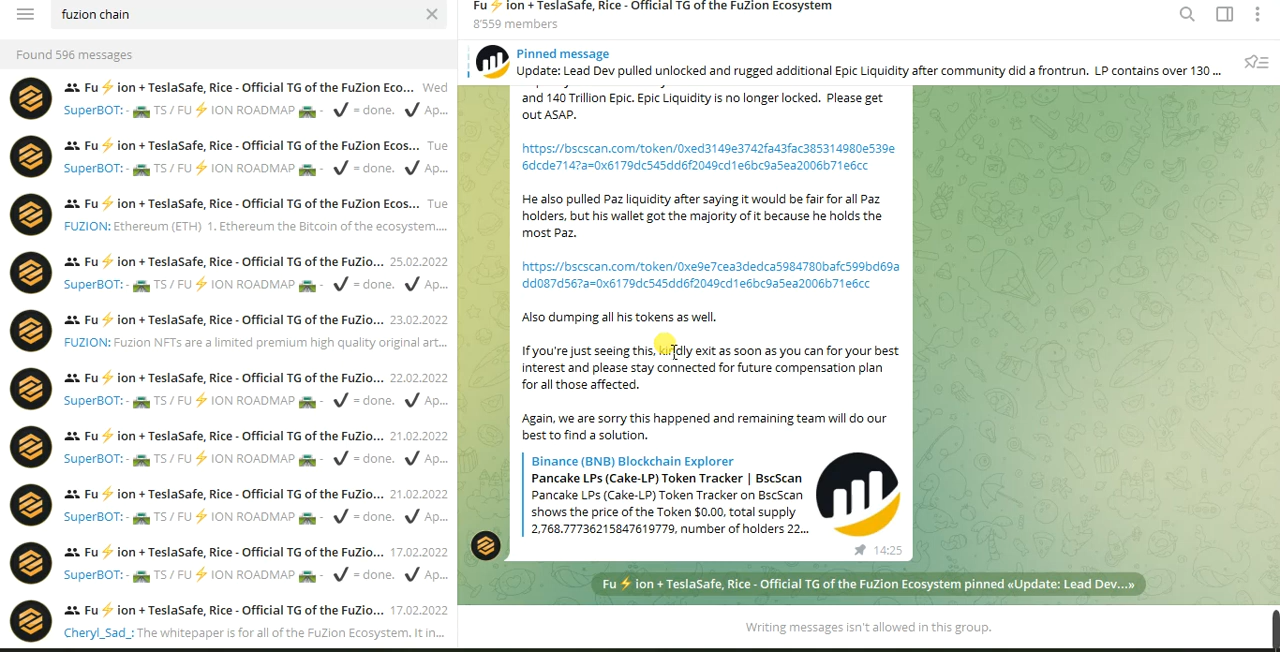 fuzion chain
Found 596 messages
Fu⚡ion + TeslaSafe, Rice - Official TG of the FuZion Eco... Wed
SuperBOT: - 🛣 TS / FU⚡ION ROADMAP 🛣 - ✔ = done. ✔ Ap...
Fu⚡ion + TeslaSafe, Rice - Official TG of the FuZion Ecos... Tue
SuperBOT: - 🛣 TS / FU⚡ION ROADMAP 🛣 - ✔ = done. ✔ Ap...
Fu⚡ion + TeslaSafe, Rice - Official TG of the FuZion Ecos... Tue
FUZION: Ethereum (ETH) 1. Ethereum the Bitcoin of the ecosystem....
Fu⚡ion + TeslaSafe, Rice - Official TG of the FuZio... 25.02.2022
SuperBOT: - 🛣 TS / FU⚡ION ROADMAP 🛣 - ✔ = done. ✔ Ap...
Fu⚡ion + TeslaSafe, Rice - Official TG of the FuZio... 23.02.2022
FUZION: Fuzion NFTs are a limited premium high quality original art...
Fu⚡ion + TeslaSafe, Rice - Official TG of the FuZio... 22.02.2022
SuperBOT: - 🛣 TS / FU⚡ION ROADMAP 🛣 - ✔ = done. ✔ Ap...
Fu⚡ion + TeslaSafe, Rice - Official TG of the FuZio... 21.02.2022
SuperBOT: - 🛣 TS / FU⚡ION ROADMAP 🛣 - ✔ = done. ✔ Ap...
Fu⚡ion + TeslaSafe, Rice - Official TG of the FuZio... 21.02.2022
SuperBOT: - 🛣 TS / FU⚡ION ROADMAP 🛣 - ✔ = done. ✔ Ap...
Fu⚡ion + TeslaSafe, Rice - Official TG of the FuZio... 17.02.2022
SuperBOT: - 🛣 TS / FU⚡ION ROADMAP 🛣 - ✔ = done. ✔ Ap...
Fu⚡ion + TeslaSafe, Rice - Official TG of the FuZio... 17.02.2022
Cheryl_Sad_: The whitepaper is for all of the FuZion Ecosystem. It in...
Fu⚡ion + TeslaSafe, Rice - Official TG of the FuZion Ecosystem
8'559 members
Pinned message
Update: Lead Dev pulled unlocked and rugged additional Epic Liquidity after community did a frontrun. LP contains over 130 ...
and 140 Trillion Epic. Epic Liquidity is no longer locked. Please get
out ASAP.
https://bscscan.com/token/0xed3149e3742fa43fac385314980e539e
6dcde714?a=0x6179dc545dd6f2049cd1e6bc9a5ea2006b71e6cc
He also pulled Paz liquidity after saying it would be fair for all Paz
holders, but his wallet got the majority of it because he holds the
most Paz.
https://bscscan.com/token/0xe9e7cea3dedca5984780bafc599bd69a
dd087d56?a=0x6179dc545dd6f2049cd1e6bc9a5ea2006b71e6cc
Also dumping all his tokens as well.
If you're just seeing this, kindly exit as soon as you can for your best
interest and please stay connected for future compensation plan
for all those affected.
Again, we are sorry this happened and remaining team will do our
best to find a solution.
Binance (BNB) Blockchain Explorer
Pancake LPs (Cake-LP) Token Tracker | BscScan
Pancake LPs (Cake-LP) Token Tracker on BscScan
shows the price of the Token $0.00, total supply
2,768.77736215847619779, number of holders 22...
14:25
Fu⚡ion + TeslaSafe, Rice - Official TG of the FuZion Ecosystem pinned «Update: Lead Dev...»
Writing messages isn't allowed in this group.